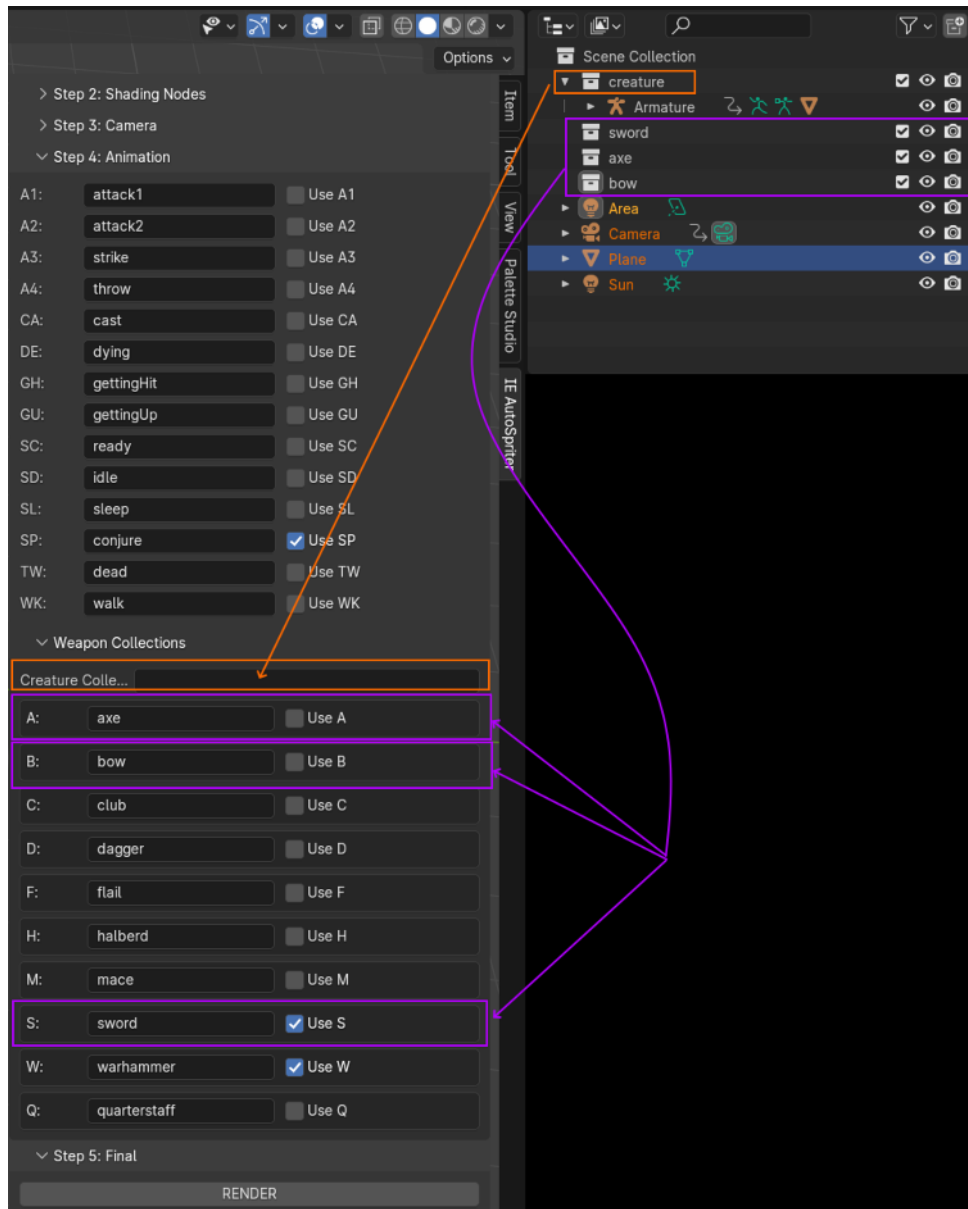 Options
Step 2: Shading Nodes
Step 3: Camera
Step 4: Animation
A1: attack1 Use A1
A2: attack2 Use A2
A3: strike Use A3
A4: throw Use A4
CA: cast Use CA
DE: dying Use DE
GH: gettingHit Use GH
GU: gettingUp Use GU
SC: ready Use SC
SD: idle Use SD
SL: sleep Use SL
SP: conjure Use SP
TW: dead Use TW
WK: walk Use WK
Weapon Collections
Creature Colle...
A: axe Use A
B: bow Use B
C: club Use C
D: dagger Use D
F: flail Use F
H: halberd Use H
M: mace Use M
S: sword Use S
W: warhammer Use W
Q: quarterstaff Use Q
Step 5: Final
RENDER
Item
Tool
View
Palette Studio
IE AutoSpriter
Scene Collection
creature
Armature
sword
axe
bow
Area
Camera
Plane
Sun